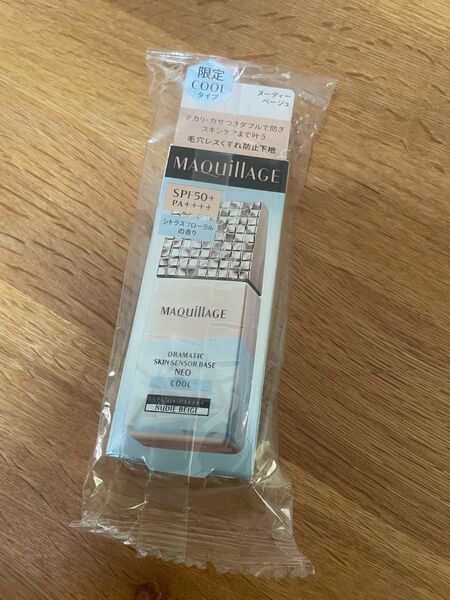 限定
COOL
タイプ
ヌーディー
ベージュ
テカリ・カサつきダブルで防ぎ
スキンケアまで叶う
毛穴レスくずれ防止下地
MAQuillAGE
SPF50+
PA++++
シトラスフローラル
の香り
MAQuillAGE
DRAMATIC
SKIN SENSOR BASE
NEO
COOL
SPF50+ PA++++
NUDIE BEIGE